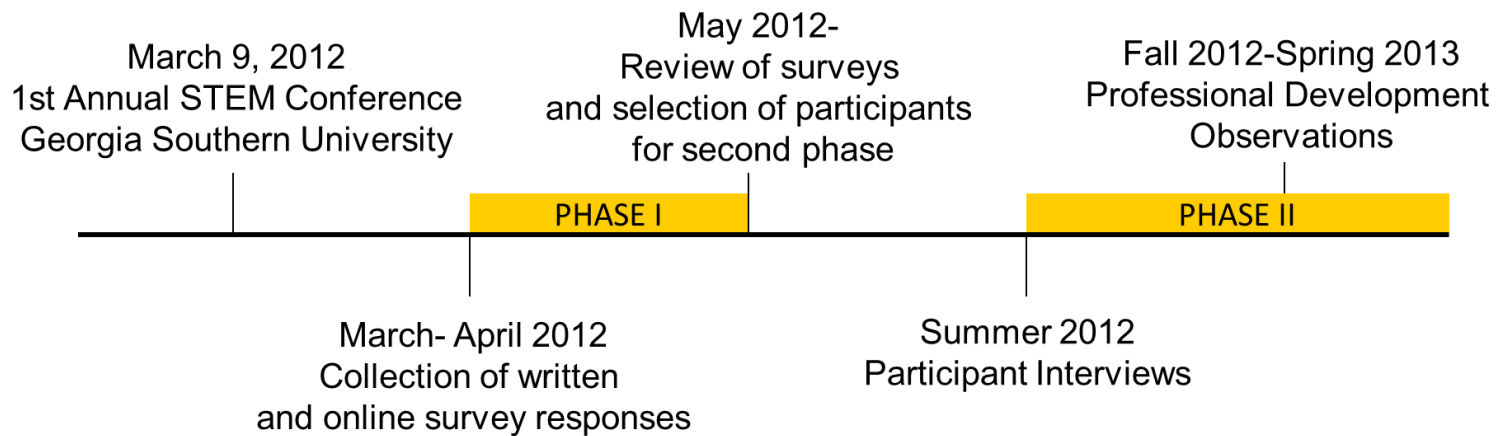 March 9, 2012
1st Annual STEM Conference
Georgia Southern University
May 2012-
Review of surveys
and selection of participants
for second phase
Fall 2012-Spring 2013
Professional Development
Observations
PHASE I
PHASE II
March- April 2012
Collection of written
and online survey responses
Summer 2012
Participant Interviews